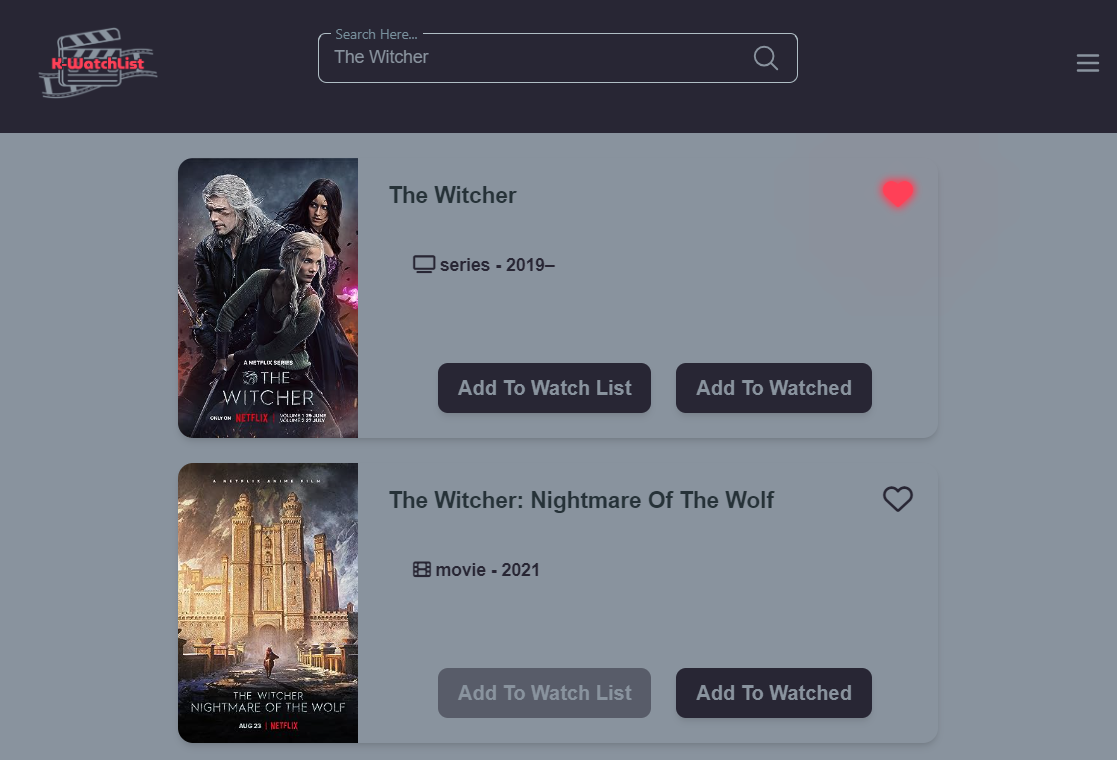 Search Here...
K-WatchList
The Witcher
The Witcher
series - 2019–
A NETFLIX SERIES
THE
WITCHER
ONLY ON NETFLIX | VOLUME 1 29 JUNE
VOLUME 2 27 JULY
Add To Watch List
Add To Watched
A NETFLIX ANIME FILM
The Witcher: Nightmare Of The Wolf
movie - 2021
THE WITCHER
NIGHTMARE OF THE WOLF
AUG 23 | NETFLIX
Add To Watch List
Add To Watched